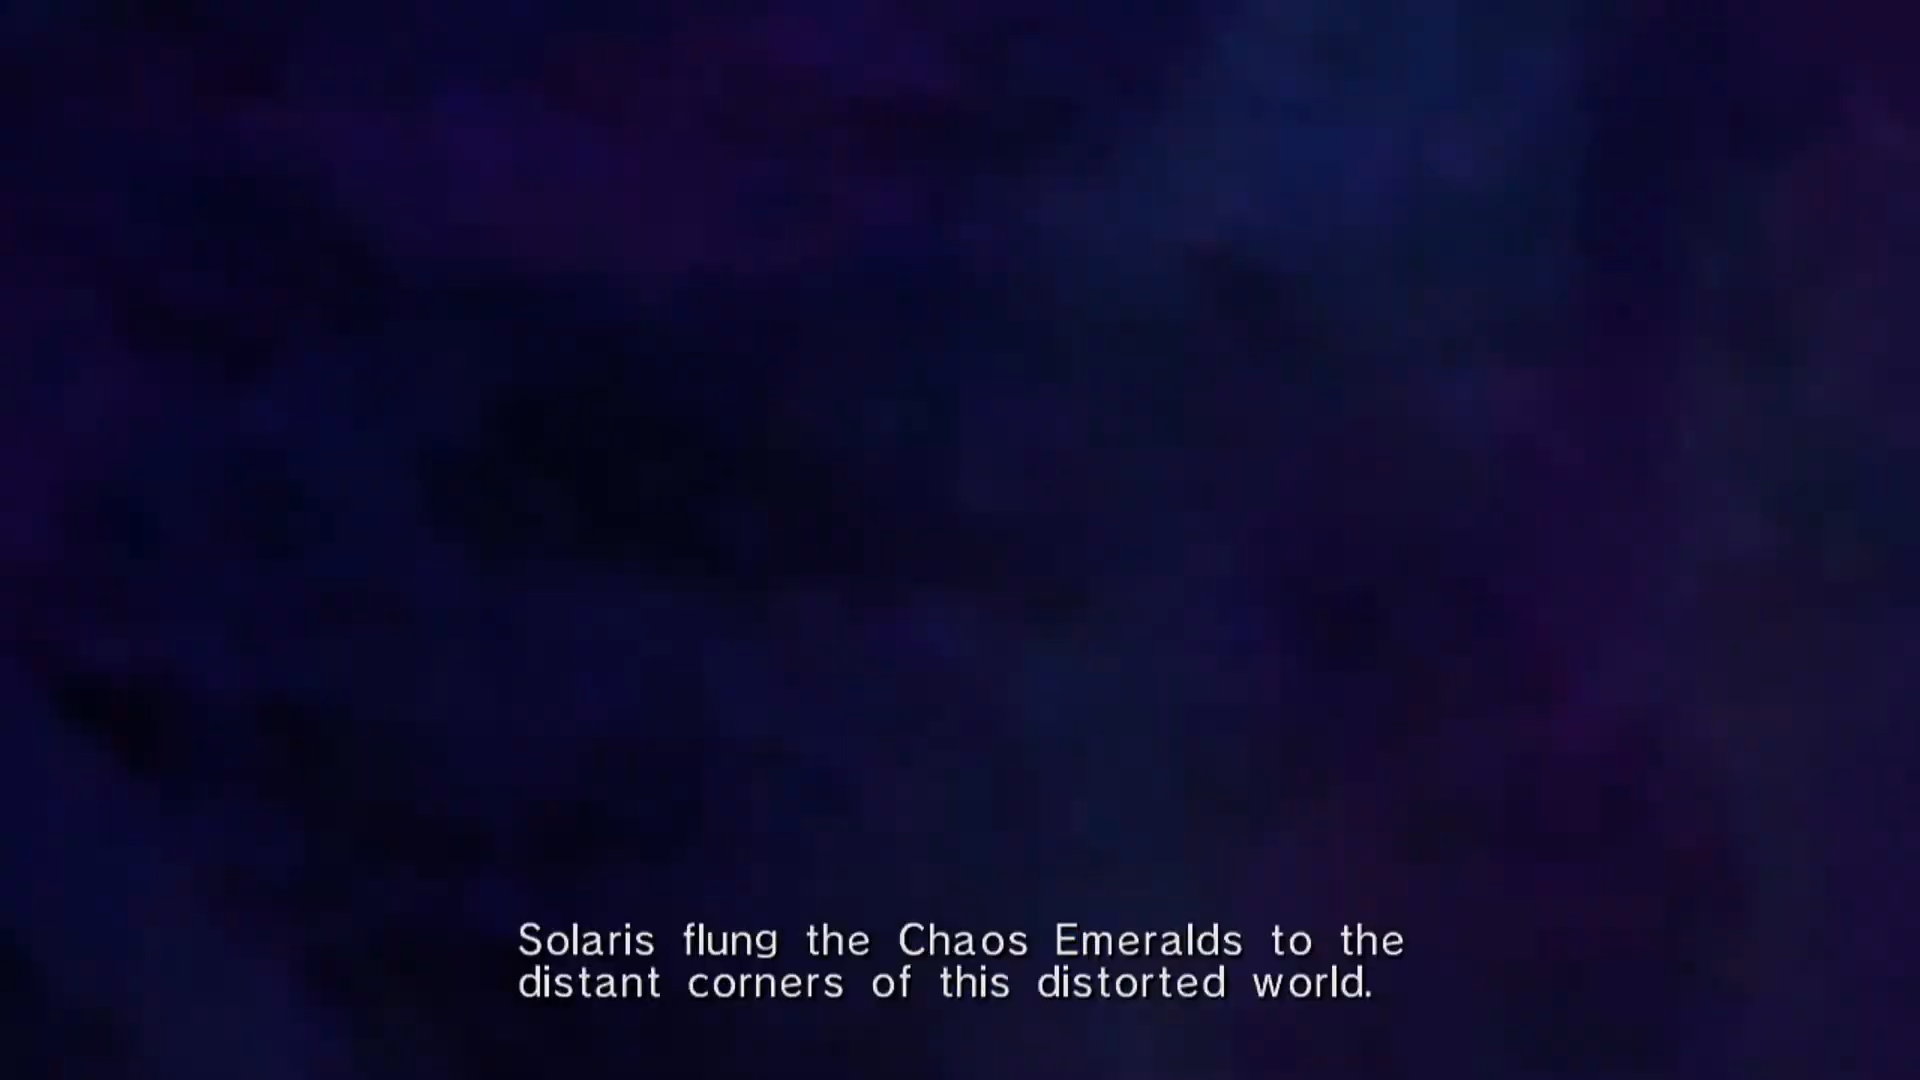 Solaris flung the Chaos Emeralds to the
distant corners of this distorted world.